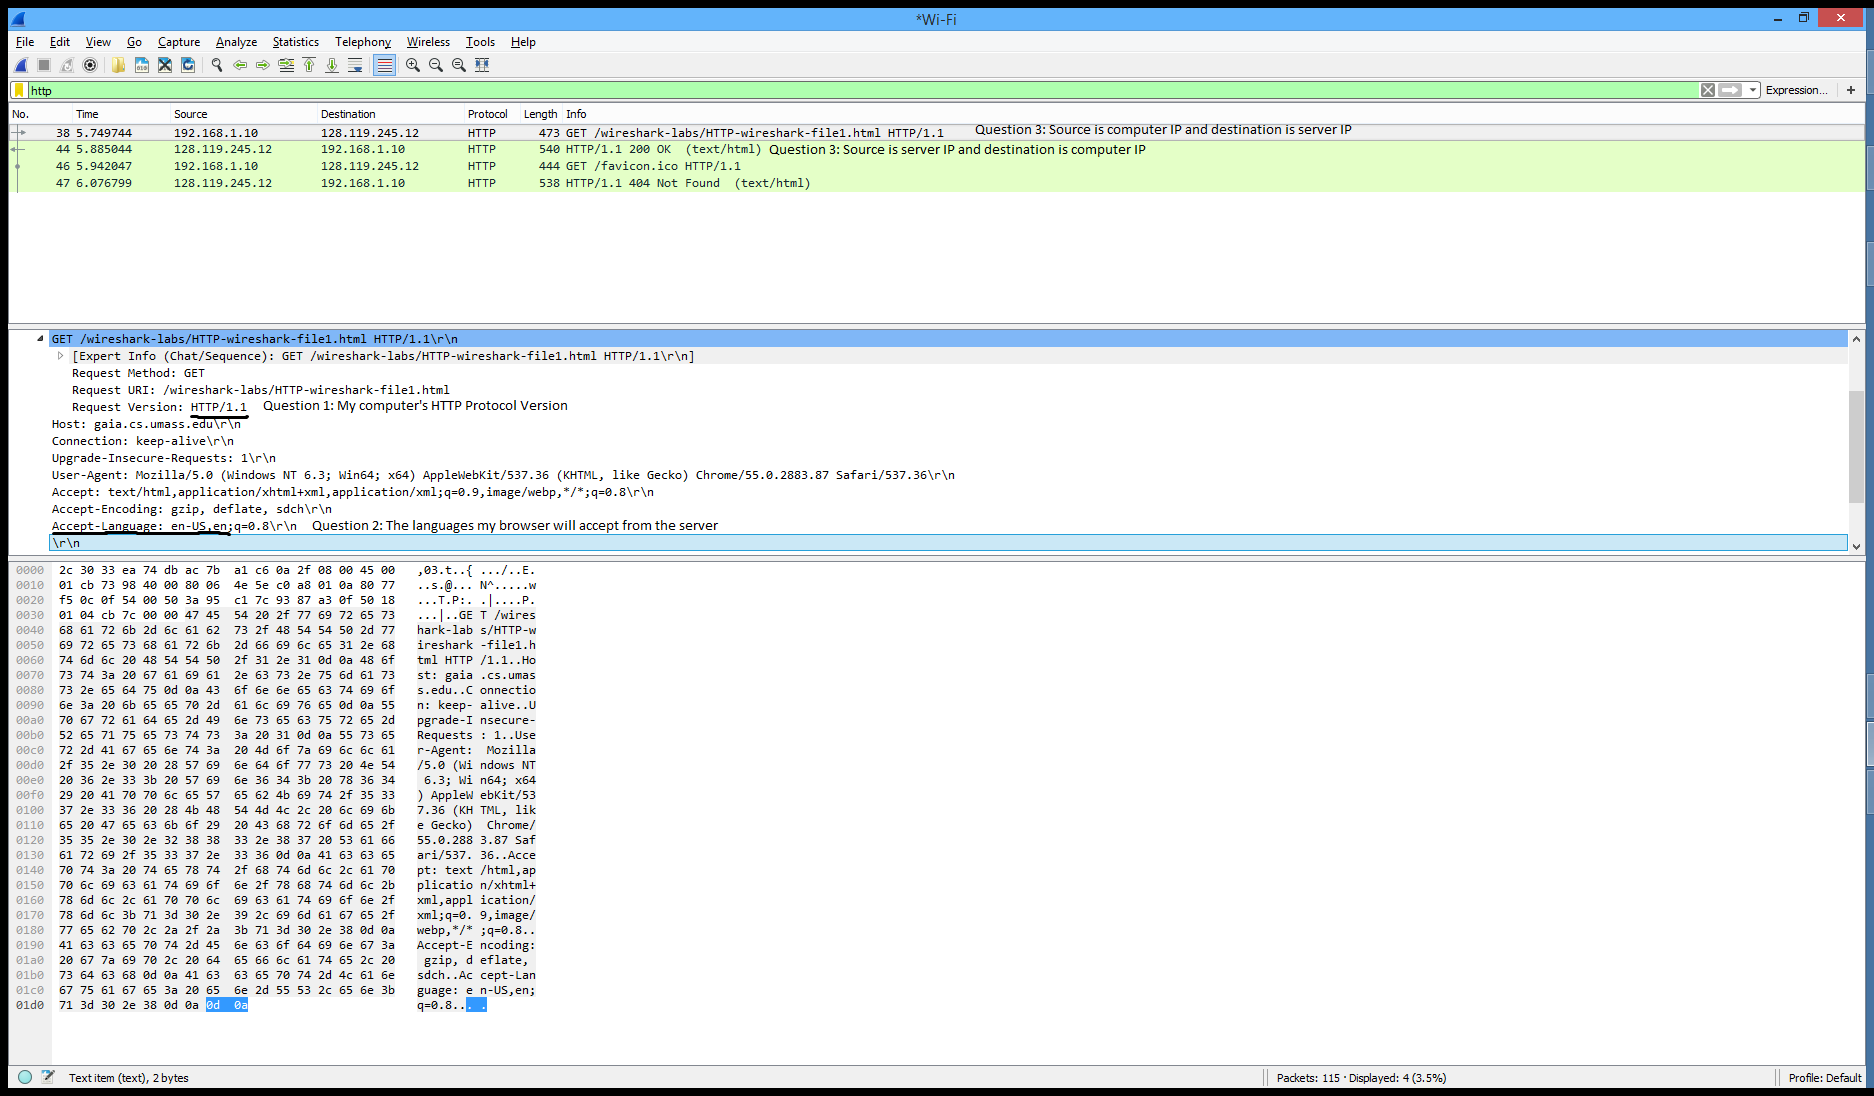 *Wi-Fi
File Edit View Go Capture Analyze Statistics Telephony Wireless Tools Help
http
Expression... +
No. Time Source Destination Protocol Length Info
38 5.749744 192.168.1.10 128.119.245.12 HTTP 473 GET /wireshark-labs/HTTP-wireshark-file1.html HTTP/1.1 Question 3: Source is computer IP and destination is server IP
44 5.885044 128.119.245.12 192.168.1.10 HTTP 540 HTTP/1.1 200 OK (text/html) Question 3: Source is server IP and destination is computer IP
46 5.942047 192.168.1.10 128.119.245.12 HTTP 444 GET /favicon.ico HTTP/1.1
47 6.076799 128.119.245.12 192.168.1.10 HTTP 538 HTTP/1.1 404 Not Found (text/html)
GET /wireshark-labs/HTTP-wireshark-file1.html HTTP/1.1\r\n
[Expert Info (Chat/Sequence): GET /wireshark-labs/HTTP-wireshark-file1.html HTTP/1.1\r\n]
Request Method: GET
Request URI: /wireshark-labs/HTTP-wireshark-file1.html
Request Version: HTTP/1.1 Question 1: My computer's HTTP Protocol Version
Host: gaia.cs.umass.edu\r\n
Connection: keep-alive\r\n
Upgrade-Insecure-Requests: 1\r\n
User-Agent: Mozilla/5.0 (Windows NT 6.3; Win64; x64) AppleWebKit/537.36 (KHTML, like Gecko) Chrome/55.0.2883.87 Safari/537.36\r\n
Accept: text/html,application/xhtml+xml,application/xml;q=0.9,image/webp,*/*;q=0.8\r\n
Accept-Encoding: gzip, deflate, sdch\r\n
Accept-Language: en-US,en;q=0.8\r\n Question 2: The languages my browser will accept from the server
\r\n
0000 2c 30 33 ea 74 db ac 7b a1 c6 0a 2f 08 00 45 00 ,03.t..{ .../..E.
0010 01 cb 73 98 40 00 80 06 4e 5e c0 a8 01 0a 80 77 ..s.@... N^.....w
0020 f5 0c 0f 54 00 50 3a 95 c1 7c 93 87 a3 0f 50 18 ...T.P:. .|....P.
0030 01 04 cb 7c 00 00 47 45 54 20 2f 77 69 72 65 73 ...|..GE T /wires
0040 68 61 72 6b 2d 6c 61 62 73 2f 48 54 54 50 2d 77 hark-lab s/HTTP-w
0050 69 72 65 73 68 61 72 6b 2d 66 69 6c 65 31 2e 68 ireshark -file1.h
0060 74 6d 6c 20 48 54 54 50 2f 31 2e 31 0d 0a 48 6f tml HTTP /1.1..Ho
0070 73 74 3a 20 67 61 69 61 2e 63 73 2e 75 6d 61 73 st: gaia .cs.umas
0080 73 2e 65 64 75 0d 0a 43 6f 6e 6e 65 63 74 69 6f s.edu..C onnectio
0090 6e 3a 20 6b 65 65 70 2d 61 6c 69 76 65 0d 0a 55 n: keep- alive..U
00a0 70 67 72 61 64 65 2d 49 6e 73 65 63 75 72 65 2d pgrade-I nsecure-
00b0 52 65 71 75 65 73 74 73 3a 20 31 0d 0a 55 73 65 Requests : 1..Use
00c0 72 2d 41 67 65 6e 74 3a 20 4d 6f 7a 69 6c 6c 61 r-Agent: Mozilla
00d0 2f 35 2e 30 20 28 57 69 6e 64 6f 77 73 20 4e 54 /5.0 (Wi ndows NT
00e0 20 36 2e 33 3b 20 57 69 6e 36 34 3b 20 78 36 34 6.3; Wi n64; x64
00f0 29 20 41 70 70 6c 65 57 65 62 4b 69 74 2f 35 33 ) AppleW ebKit/53
0100 37 2e 33 36 20 28 4b 48 54 4d 4c 2c 20 6c 69 6b 7.36 (KH TML, lik
0110 65 20 47 65 63 6b 6f 29 20 43 68 72 6f 6d 65 2f e Gecko) Chrome/
0120 35 35 2e 30 2e 32 38 38 33 2e 38 37 20 53 61 66 55.0.288 3.87 Saf
0130 61 72 69 2f 35 33 37 2e 33 36 0d 0a 41 63 63 65 ari/537. 36..Acce
0140 70 74 3a 20 74 65 78 74 2f 68 74 6d 6c 2c 61 70 pt: text /html,ap
0150 70 6c 69 63 61 74 69 6f 6e 2f 78 68 74 6d 6c 2b plicatio n/xhtml+
0160 78 6d 6c 2c 61 70 70 6c 69 63 61 74 69 6f 6e 2f xml,appl ication/
0170 78 6d 6c 3b 71 3d 30 2e 39 2c 69 6d 61 67 65 2f xml;q=0. 9,image/
0180 77 65 62 70 2c 2a 2f 2a 3b 71 3d 30 2e 38 0d 0a webp,*/* ;q=0.8..
0190 41 63 63 65 70 74 2d 45 6e 63 6f 64 69 6e 67 3a Accept-E ncoding:
01a0 20 67 7a 69 70 2c 20 64 65 66 6c 61 74 65 2c 20 gzip, d eflate,
01b0 73 64 63 68 0d 0a 41 63 63 65 70 74 2d 4c 61 6e sdch..Ac cept-Lan
01c0 67 75 61 67 65 3a 20 65 6e 2d 55 53 2c 65 6e 3b guage: e n-US,en;
01d0 71 3d 30 2e 38 0d 0a 0d 0a q=0.8.. . .
Text item (text), 2 bytes
Packets: 115 · Displayed: 4 (3.5%)
Profile: Default